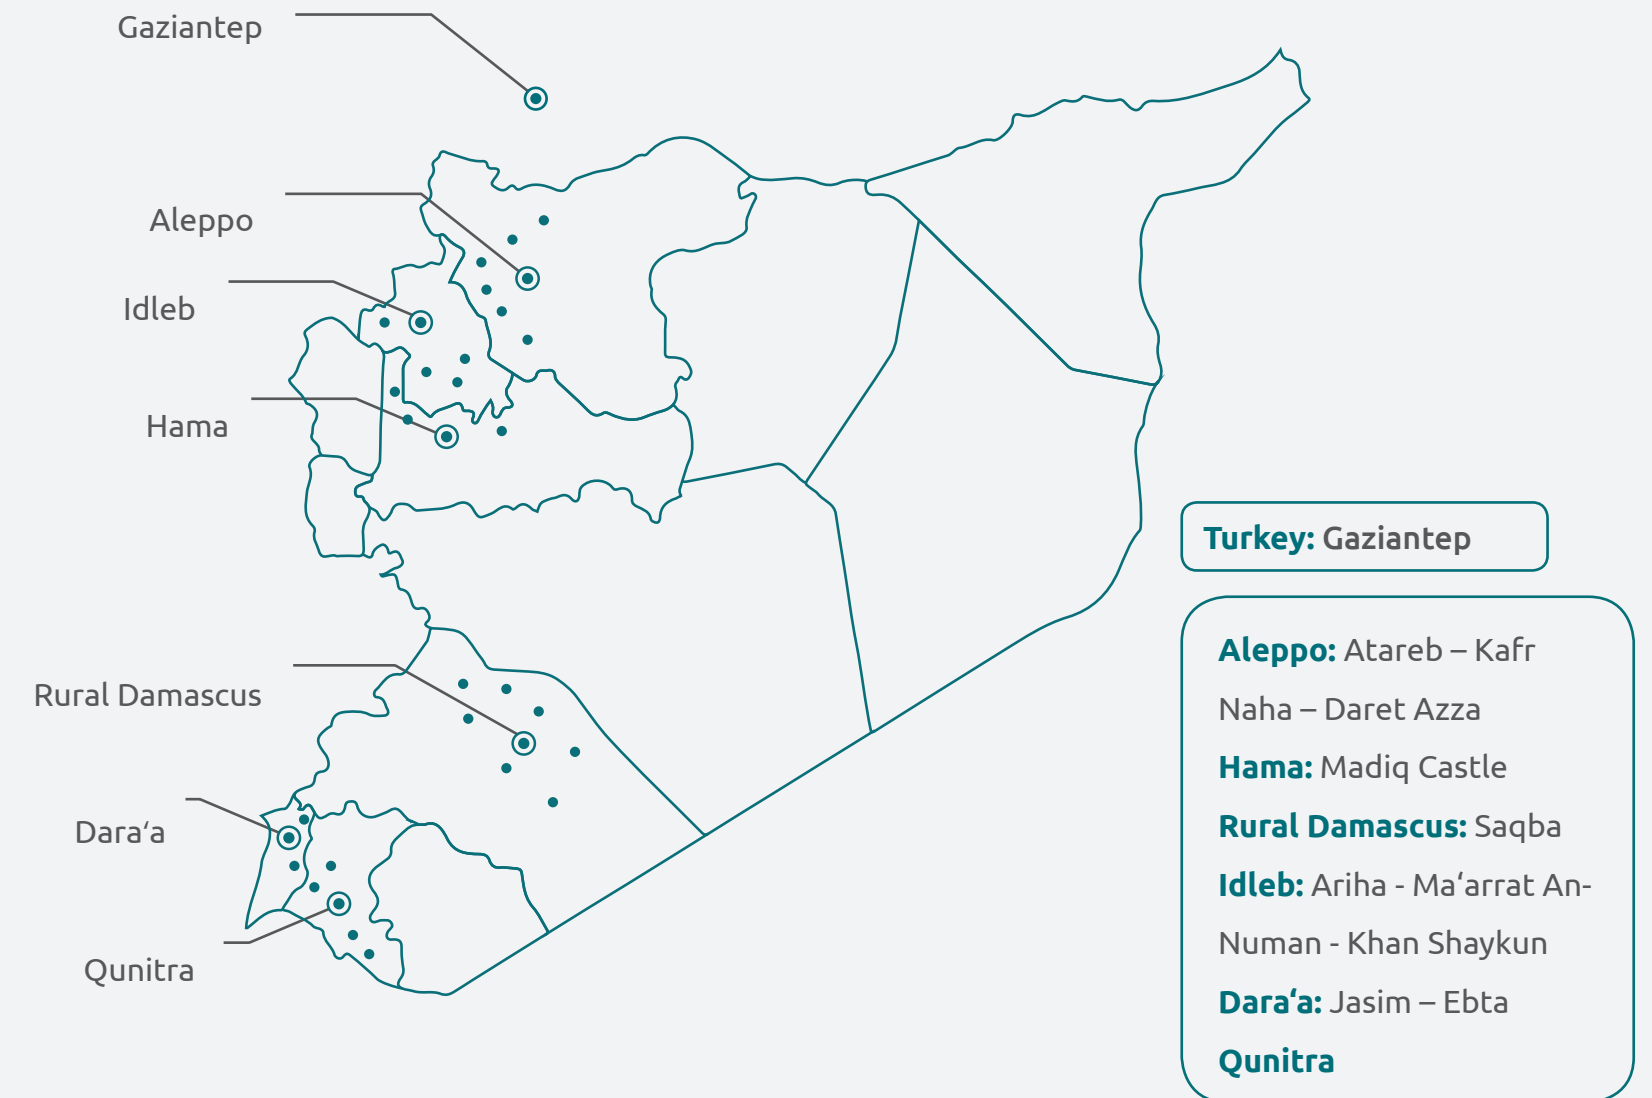 Gaziantep
Aleppo
Idleb
Hama
Rural Damascus
Dara‘a
Qunitra
Turkey: Gaziantep
Aleppo: Atareb – Kafr
Naha – Daret Azza
Hama: Madiq Castle
Rural Damascus: Saqba
Idleb: Ariha - Ma‘arrat An-
Numan - Khan Shaykun
Dara‘a: Jasim – Ebta
Qunitra